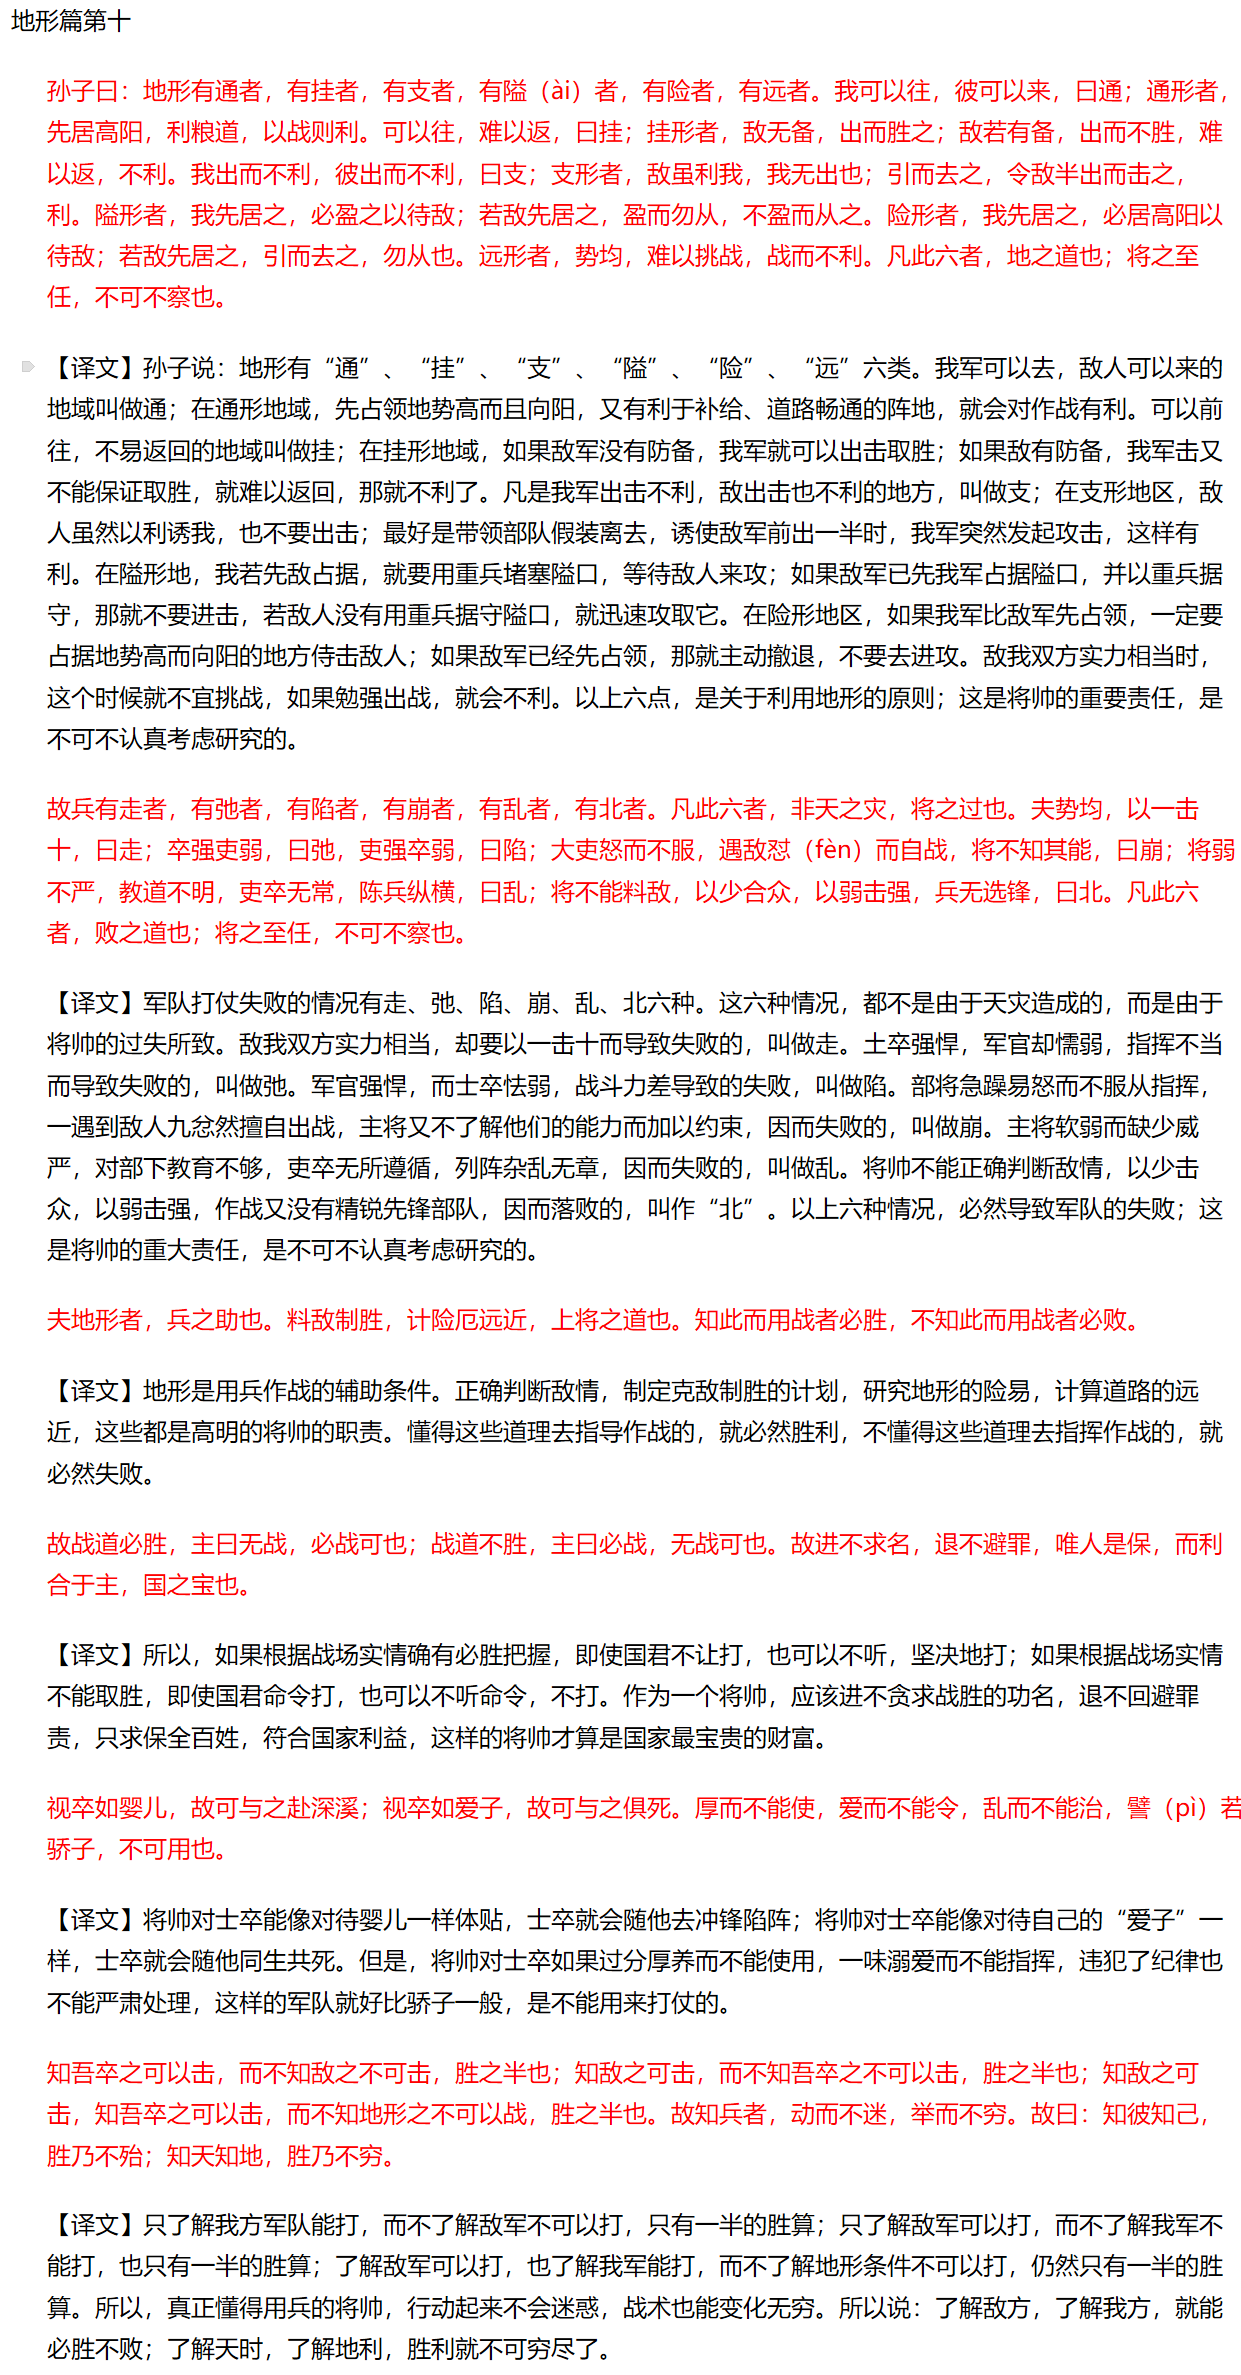 地形篇第十
孙子曰：地形有通者，有挂者，有支者，有隘（ài）者，有险者，有远者。我可以往，彼可以来，曰通；通形者，
先居高阳，利粮道，以战则利。可以往，难以返，曰挂；挂形者，敌无备，出而胜之；敌若有备，出而不胜，难
以返，不利。我出而不利，彼出而不利，曰支；支形者，敌虽利我，我无出也；引而去之，令敌半出而击之，
利。隘形者，我先居之，必盈之以待敌；若敌先居之，盈而勿从，不盈而从之。险形者，我先居之，必居高阳以
待敌；若敌先居之，引而去之，勿从也。远形者，势均，难以挑战，战而不利。凡此六者，地之道也；将之至
任，不可不察也。
【译文】孙子说：地形有“通”、“挂”、“支”、“隘”、“险”、“远”六类。我军可以去，敌人可以来的
地域叫做通；在通形地域，先占领地势高而且向阳，又有利于补给、道路畅通的阵地，就会对作战有利。可以前
往，不易返回的地域叫做挂；在挂形地域，如果敌军没有防备，我军就可以出击取胜；如果敌有防备，我军击又
不能保证取胜，就难以返回，那就不利了。凡是我军出击不利，敌出击也不利的地方，叫做支；在支形地区，敌
人虽然以利诱我，也不要出击；最好是带领部队假装离去，诱使敌军前出一半时，我军突然发起攻击，这样有
利。在隘形地，我若先敌占据，就要用重兵堵塞隘口，等待敌人来攻；如果敌军已先我军占据隘口，并以重兵据
守，那就不要进击，若敌人没有用重兵据守隘口，就迅速攻取它。在险形地区，如果我军比敌军先占领，一定要
占据地势高而向阳的地方侍击敌人；如果敌军已经先占领，那就主动撤退，不要去进攻。敌我双方实力相当时，
这个时候就不宜挑战，如果勉强出战，就会不利。以上六点，是关于利用地形的原则；这是将帅的重要责任，是
不可不认真考虑研究的。
故兵有走者，有弛者，有陷者，有崩者，有乱者，有北者。凡此六者，非天之灾，将之过也。夫势均，以一击
十，曰走；卒强吏弱，曰弛，吏强卒弱，曰陷；大吏怒而不服，遇敌怼（fèn）而自战，将不知其能，曰崩；将弱
不严，教道不明，吏卒无常，陈兵纵横，曰乱；将不能料敌，以少合众，以弱击强，兵无选锋，曰北。凡此六
者，败之道也；将之至任，不可不察也。
【译文】军队打仗失败的情况有走、弛、陷、崩、乱、北六种。这六种情况，都不是由于天灾造成的，而是由于
将帅的过失所致。敌我双方实力相当，却要以一击十而导致失败的，叫做走。土卒强悍，军官却懦弱，指挥不当
而导致失败的，叫做弛。军官强悍，而士卒怯弱，战斗力差导致的失败，叫做陷。部将急躁易怒而不服从指挥，
一遇到敌人九忿然擅自出战，主将又不了解他们的能力而加以约束，因而失败的，叫做崩。主将软弱而缺少威
严，对部下教育不够，吏卒无所遵循，列阵杂乱无章，因而失败的，叫做乱。将帅不能正确判断敌情，以少击
众，以弱击强，作战又没有精锐先锋部队，因而落败的，叫作“北”。以上六种情况，必然导致军队的失败；这
是将帅的重大责任，是不可不认真考虑研究的。
夫地形者，兵之助也。料敌制胜，计险厄远近，上将之道也。知此而用战者必胜，不知此而用战者必败。
【译文】地形是用兵作战的辅助条件。正确判断敌情，制定克敌制胜的计划，研究地形的险易，计算道路的远
近，这些都是高明的将帅的职责。懂得这些道理去指导作战的，就必然胜利，不懂得这些道理去指挥作战的，就
必然失败。
故战道必胜，主曰无战，必战可也；战道不胜，主曰必战，无战可也。故进不求名，退不避罪，唯人是保，而利
合于主，国之宝也。
【译文】所以，如果根据战场实情确有必胜把握，即使国君不让打，也可以不听，坚决地打；如果根据战场实情
不能取胜，即使国君命令打，也可以不听命令，不打。作为一个将帅，应该进不贪求战胜的功名，退不回避罪
责，只求保全百姓，符合国家利益，这样的将帅才算是国家最宝贵的财富。
视卒如婴儿，故可与之赴深溪；视卒如爱子，故可与之俱死。厚而不能使，爱而不能令，乱而不能治，譬（pì）若
骄子，不可用也。
【译文】将帅对士卒能像对待婴儿一样体贴，士卒就会随他去冲锋陷阵；将帅对士卒能像对待自己的“爱子”一
样，士卒就会随他同生共死。但是，将帅对士卒如果过分厚养而不能使用，一味溺爱而不能指挥，违犯了纪律也
不能严肃处理，这样的军队就好比骄子一般，是不能用来打仗的。
知吾卒之可以击，而不知敌之不可击，胜之半也；知敌之可击，而不知吾卒之不可以击，胜之半也；知敌之可
击，知吾卒之可以击，而不知地形之不可以战，胜之半也。故知兵者，动而不迷，举而不穷。故曰：知彼知己，
胜乃不殆；知天知地，胜乃不穷。
【译文】只了解我方军队能打，而不了解敌军不可以打，只有一半的胜算；只了解敌军可以打，而不了解我军不
能打，也只有一半的胜算；了解敌军可以打，也了解我军能打，而不了解地形条件不可以打，仍然只有一半的胜
算。所以，真正懂得用兵的将帅，行动起来不会迷惑，战术也能变化无穷。所以说：了解敌方，了解我方，就能
必胜不败；了解天时，了解地利，胜利就不可穷尽了。